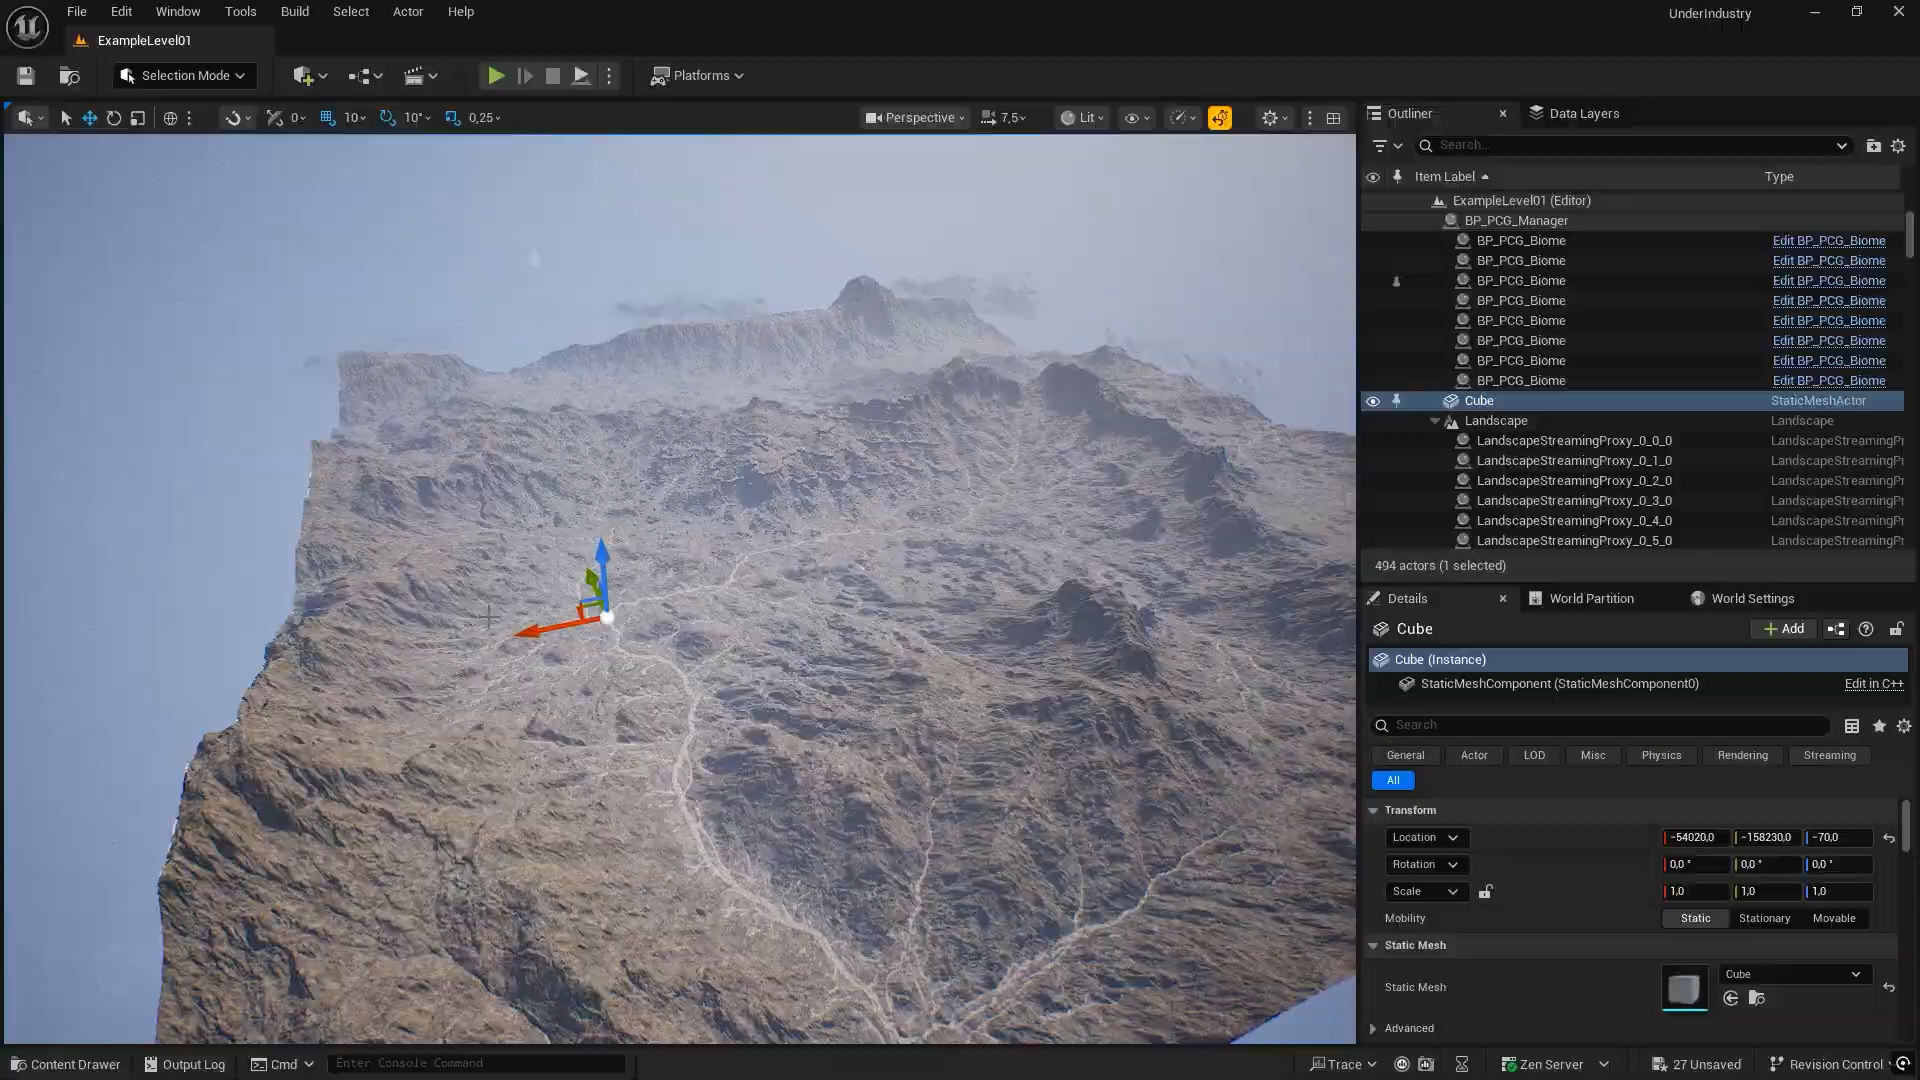 File Edit Window Tools Build Select Actor Help
UnderIndustry
ExampleLevel01
Selection Mode
Platforms
0 10 10° 0,25
Perspective 7,5 Lit
Outliner Data Layers
Search...
Item Label Type
ExampleLevel01 (Editor)
BP_PCG_Manager
BP_PCG_Biome Edit BP_PCG_Biome
BP_PCG_Biome Edit BP_PCG_Biome
BP_PCG_Biome Edit BP_PCG_Biome
BP_PCG_Biome Edit BP_PCG_Biome
BP_PCG_Biome Edit BP_PCG_Biome
BP_PCG_Biome Edit BP_PCG_Biome
BP_PCG_Biome Edit BP_PCG_Biome
BP_PCG_Biome Edit BP_PCG_Biome
Cube StaticMeshActor
Landscape Landscape
LandscapeStreamingProxy_0_0_0 LandscapeStreamingPr
LandscapeStreamingProxy_0_1_0 LandscapeStreamingPr
LandscapeStreamingProxy_0_2_0 LandscapeStreamingPr
LandscapeStreamingProxy_0_3_0 LandscapeStreamingPr
LandscapeStreamingProxy_0_4_0 LandscapeStreamingPr
LandscapeStreamingProxy_0_5_0 LandscapeStreamingPr
494 actors (1 selected)
Details World Partition World Settings
Cube
Add
Cube (Instance)
StaticMeshComponent (StaticMeshComponent0) Edit in C++
Search
General Actor LOD Misc Physics Rendering Streaming
All
Transform
Location -54020,0 -158230,0 -70,0
Rotation 0,0 ° 0,0 ° 0,0 °
Scale 1,0 1,0 1,0
Mobility Static Stationary Movable
Static Mesh
Static Mesh Cube
Advanced
Content Drawer Output Log Cmd Enter Console Command
Trace Zen Server 27 Unsaved Revision Control